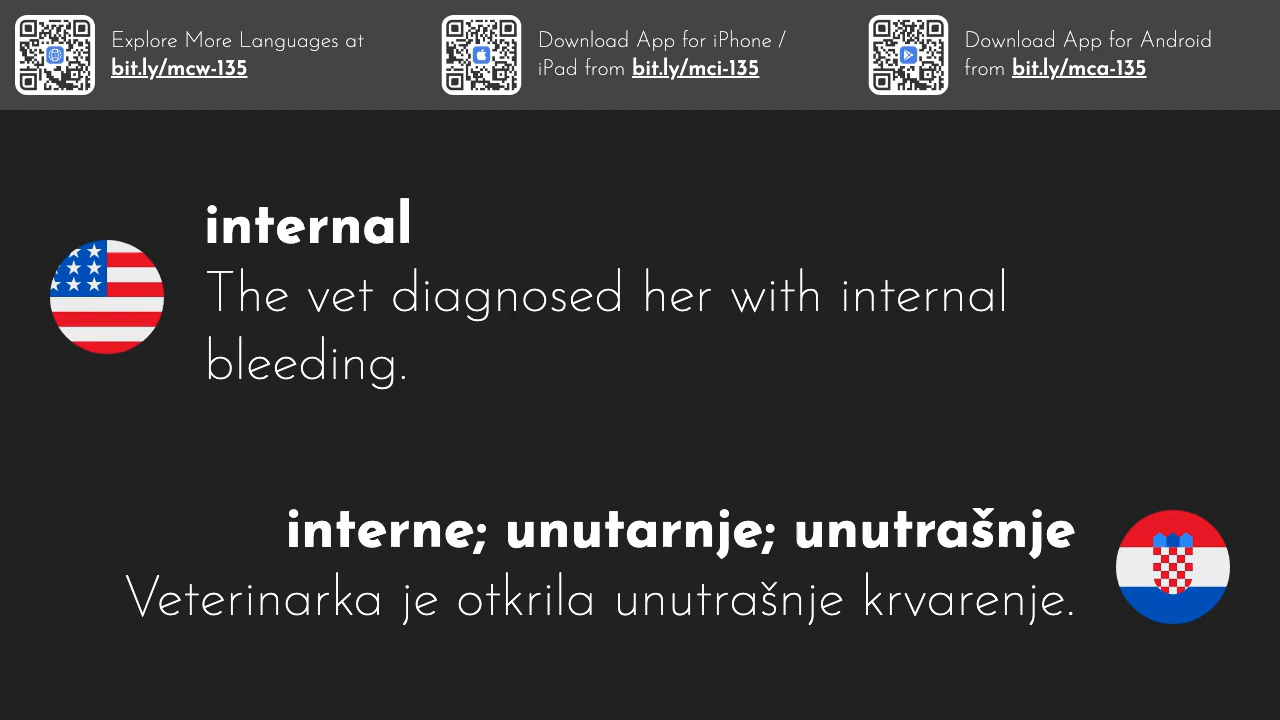 Explore More Languages at
bit.ly/mcw-135
Download App for iPhone /
iPad from bit.ly/mci-135
Download App for Android
from bit.ly/mca-135
internal
The vet diagnosed her with internal
bleeding.
interne; unutarnje; unutrašnje
Veterinarka je otkrila unutrašnje krvarenje.